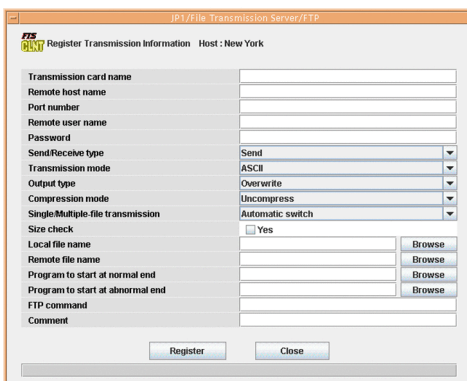 JP1/File Transmission Server/FTP
FTS
CLNT Register Transmission Information Host : New York
Transmission card name
Remote host name
Port number
Remote user name
Password
Send/Receive type Send
Transmission mode ASCII
Output type Overwrite
Compression mode Uncompress
Single/Multiple-file transmission Automatic switch
Size check Yes
Local file name Browse
Remote file name Browse
Program to start at normal end Browse
Program to start at abnormal end Browse
FTP command
Comment
Register Close